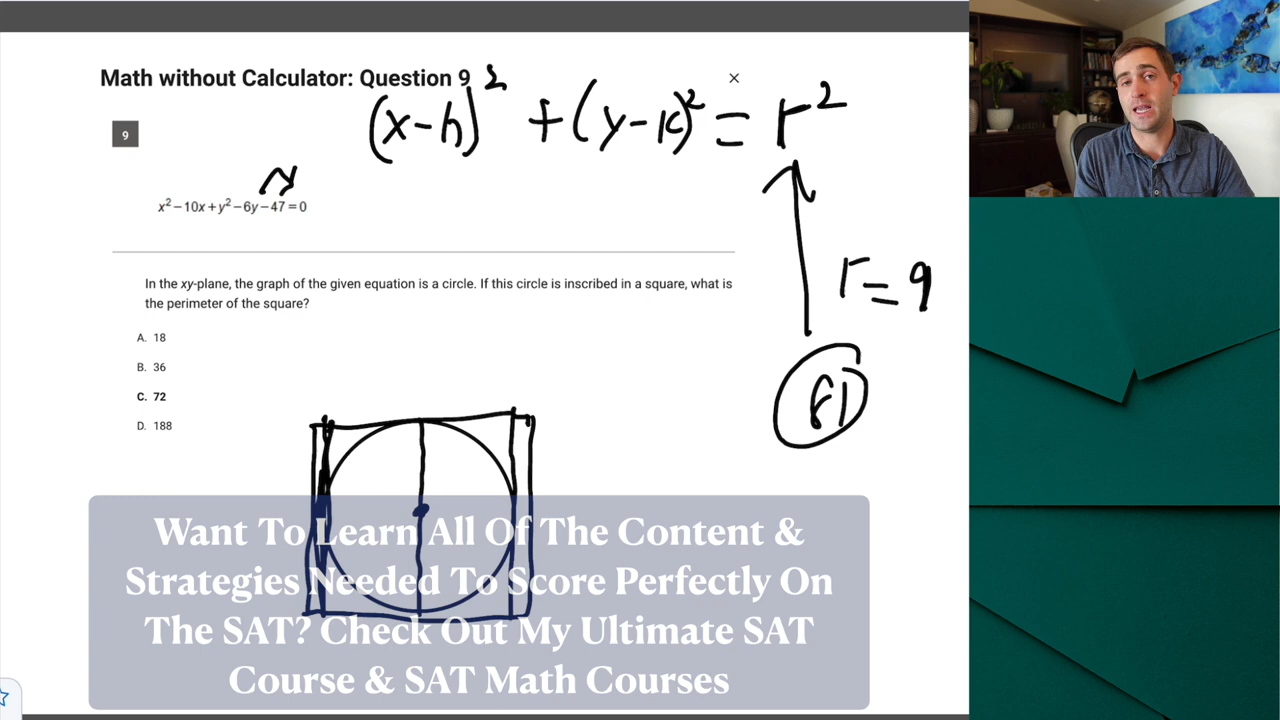 Math without Calculator: Question 9
×
(x-h)² + (y-k)² = r²
9
x² – 10x + y² – 6y – 47 = 0
r = 9
In the xy-plane, the graph of the given equation is a circle. If this circle is inscribed in a square, what is
the perimeter of the square?
A. 18
B. 36
81
C. 72
D. 188
Want To Learn All Of The Content &
Strategies Needed To Score Perfectly On
The SAT? Check Out My Ultimate SAT
Course & SAT Math Courses